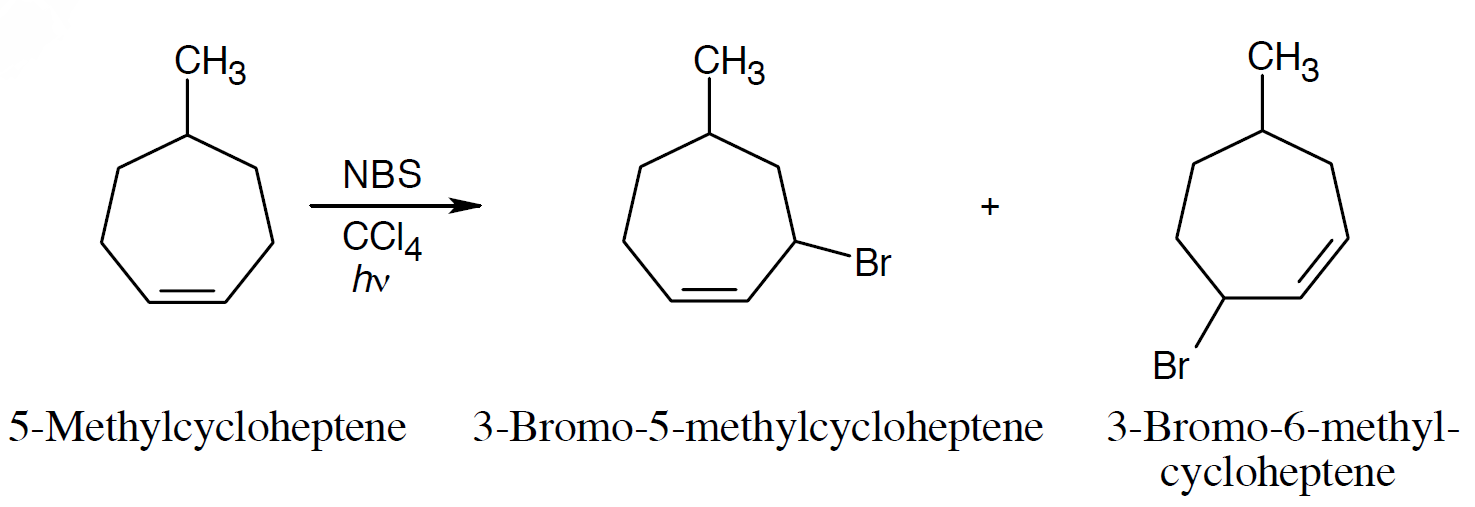 CH3
CH3
CH3
NBS
CCl4
hν
+
Br
Br
5-Methylcycloheptene
3-Bromo-5-methylcycloheptene
3-Bromo-6-methyl-
cycloheptene